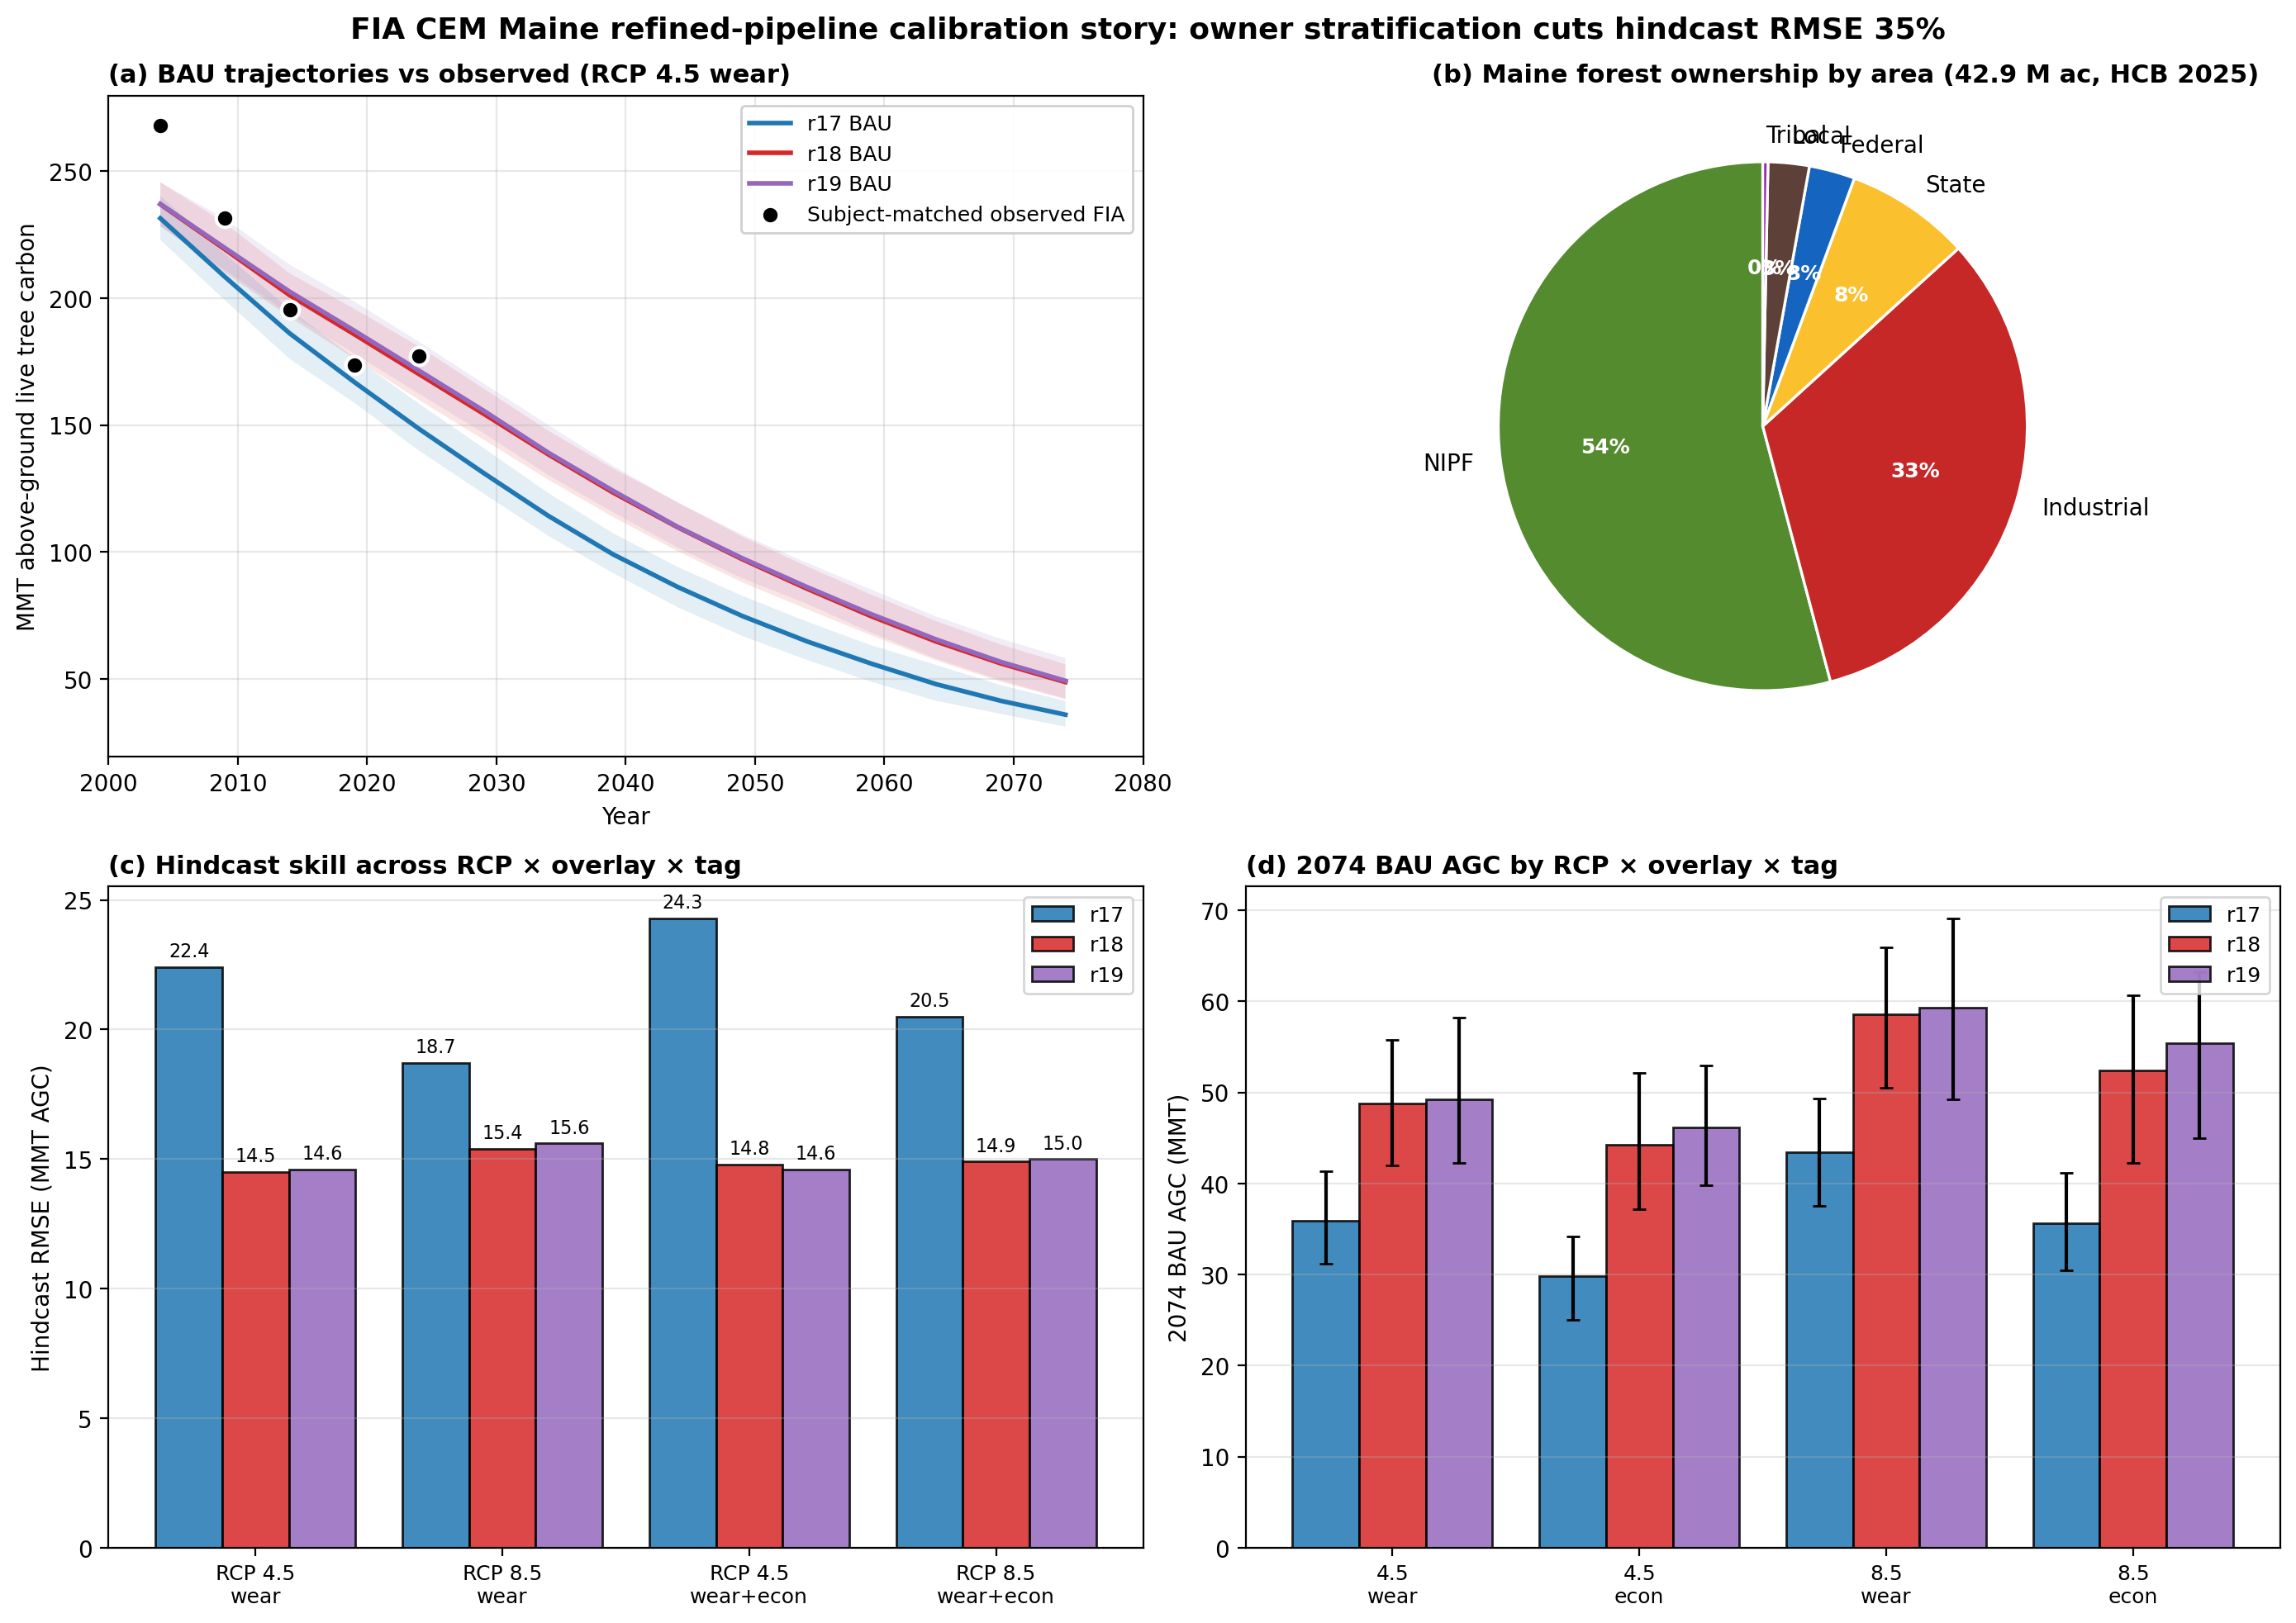 FIA CEM Maine refined-pipeline calibration story: owner stratification cuts hindcast RMSE 35%
(a) BAU trajectories vs observed (RCP 4.5 wear)
MMT above-ground live tree carbon
250
200
150
100
50
2000 2010 2020 2030 2040 2050 2060 2070 2080
Year
r17 BAU
r18 BAU
r19 BAU
Subject-matched observed FIA
(b) Maine forest ownership by area (42.9 M ac, HCB 2025)
Tribal
Local
Federal
State
Industrial
NIPF
0%
3%
3%
8%
33%
54%
(c) Hindcast skill across RCP × overlay × tag
Hindcast RMSE (MMT AGC)
25
20
15
10
5
0
22.4
14.5
14.6
18.7
15.4
15.6
24.3
14.8
14.6
20.5
14.9
15.0
r17
r18
r19
RCP 4.5
wear
RCP 8.5
wear
RCP 4.5
wear+econ
RCP 8.5
wear+econ
(d) 2074 BAU AGC by RCP × overlay × tag
2074 BAU AGC (MMT)
70
60
50
40
30
20
10
0
r17
r18
r19
4.5
wear
4.5
econ
8.5
wear
8.5
econ